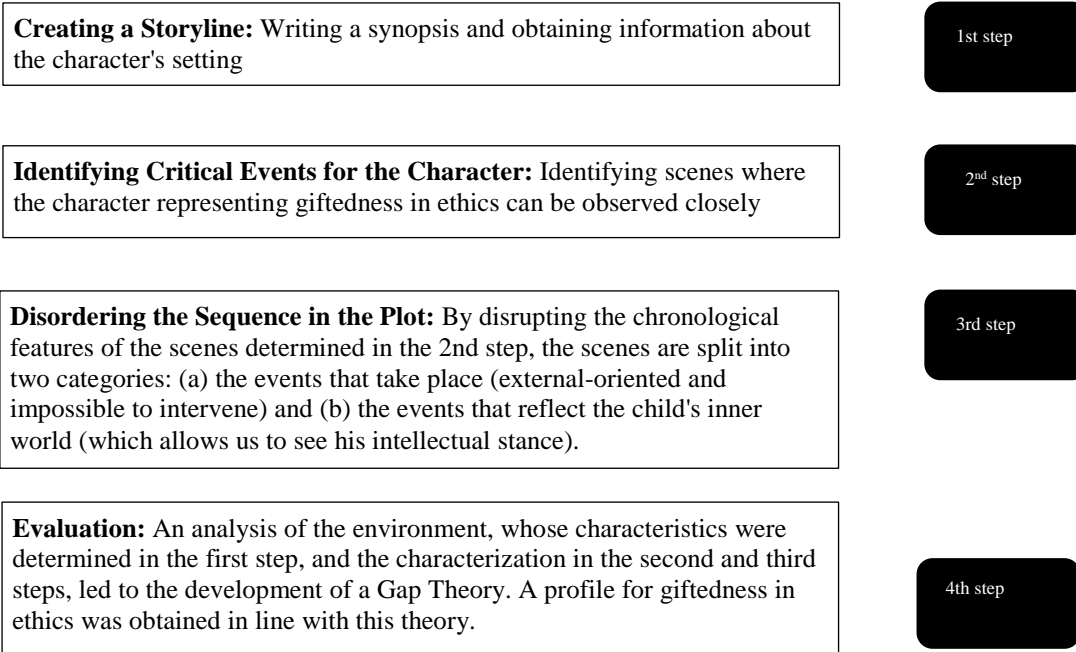 Creating a Storyline: Writing a synopsis and obtaining information about
the character's setting
1st step
Identifying Critical Events for the Character: Identifying scenes where
the character representing giftedness in ethics can be observed closely
2nd step
Disordering the Sequence in the Plot: By disrupting the chronological
features of the scenes determined in the 2nd step, the scenes are split into
two categories: (a) the events that take place (external-oriented and
impossible to intervene) and (b) the events that reflect the child's inner
world (which allows us to see his intellectual stance).
3rd step
Evaluation: An analysis of the environment, whose characteristics were
determined in the first step, and the characterization in the second and third
steps, led to the development of a Gap Theory. A profile for giftedness in
ethics was obtained in line with this theory.
4th step